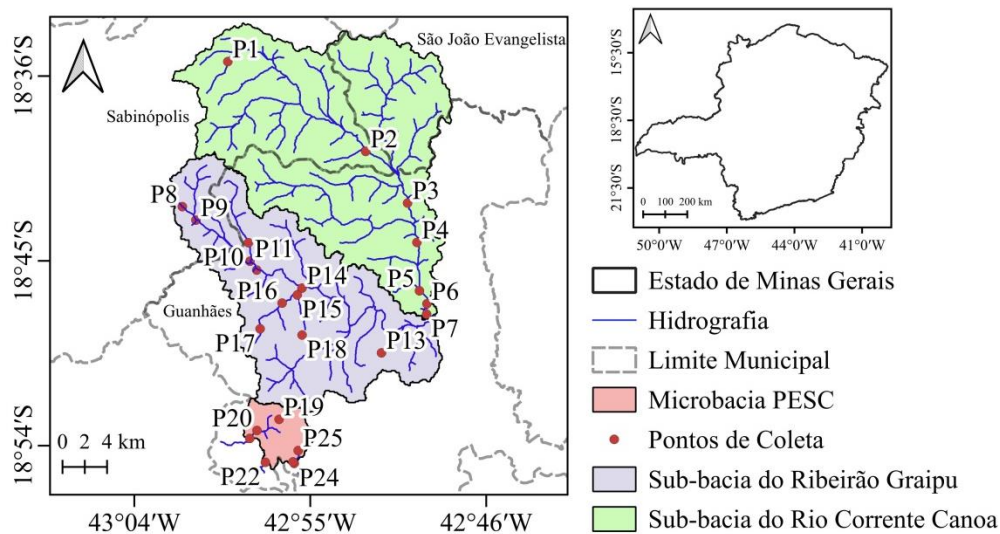 São João Evangelista
P1
18°36'S
Sabinópolis
P2
P3
P8
P9
P4
P11
P10
18°45'S
P14
P5
P6
P16
P15
P7
Guanhães
P17
P18
P13
P19
P20
P25
18°54'S
0 2 4 km
P22
P24
43°04'W 42°55'W 42°46'W
15°30'S
18°30'S
21°30'S
0 100 200 km
50°0'W 47°0'W 44°0'W 41°0'W
Estado de Minas Gerais
Hidrografia
Limite Municipal
Microbacia PESC
Pontos de Coleta
Sub-bacia do Ribeirão Graipu
Sub-bacia do Rio Corrente Canoa